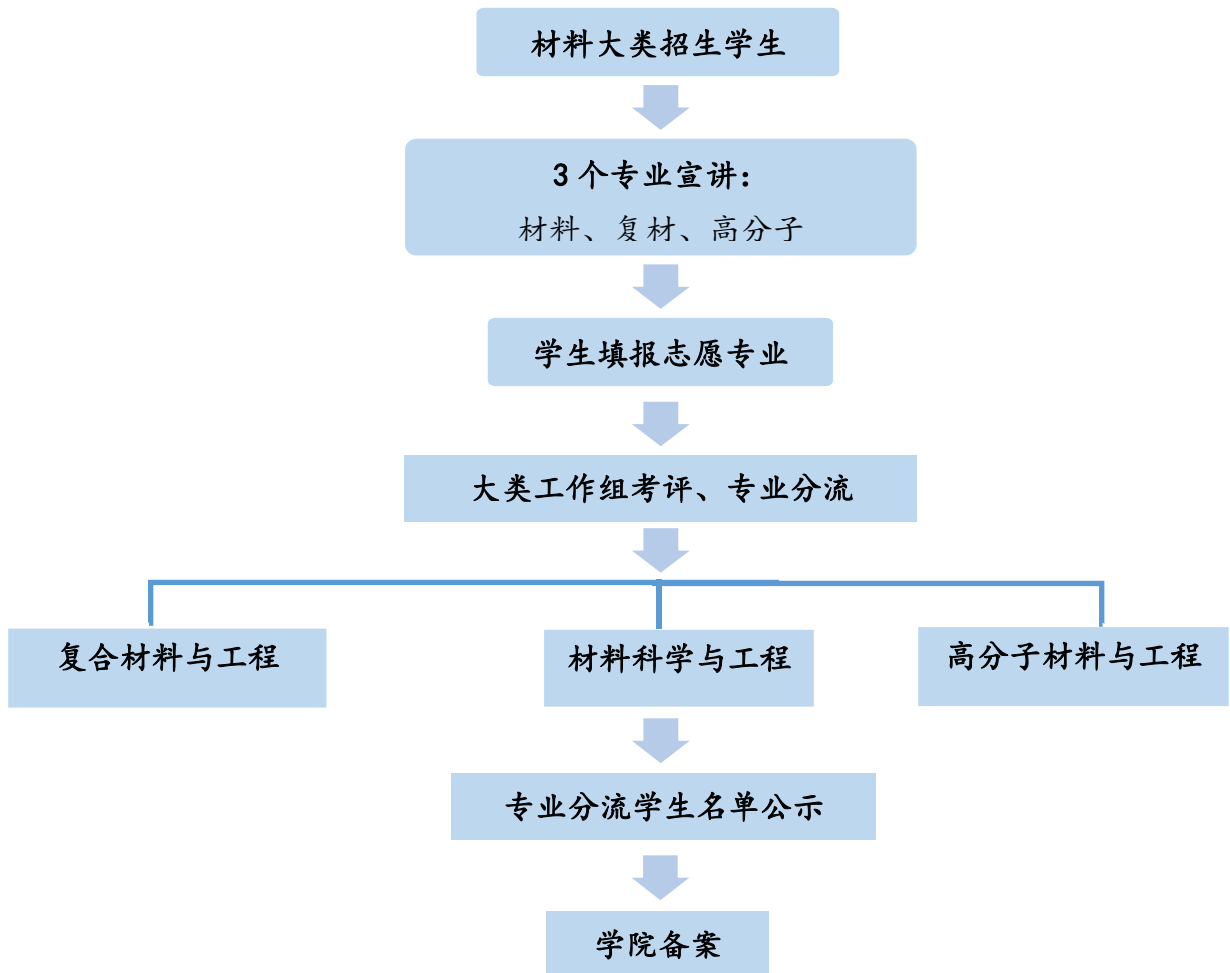 材料大类招生学生
3个专业宣讲：
材料、复材、高分子
学生填报志愿专业
大类工作组考评、专业分流
复合材料与工程
材料科学与工程
高分子材料与工程
专业分流学生名单公示
学院备案